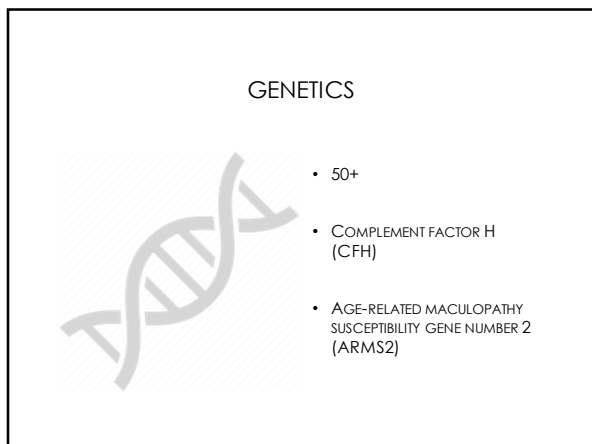 GENETICS
• 50+
• COMPLEMENT FACTOR H
(CFH)
• AGE-RELATED MACULOPATHY
SUSCEPTIBILITY GENE NUMBER 2
(ARMS2)